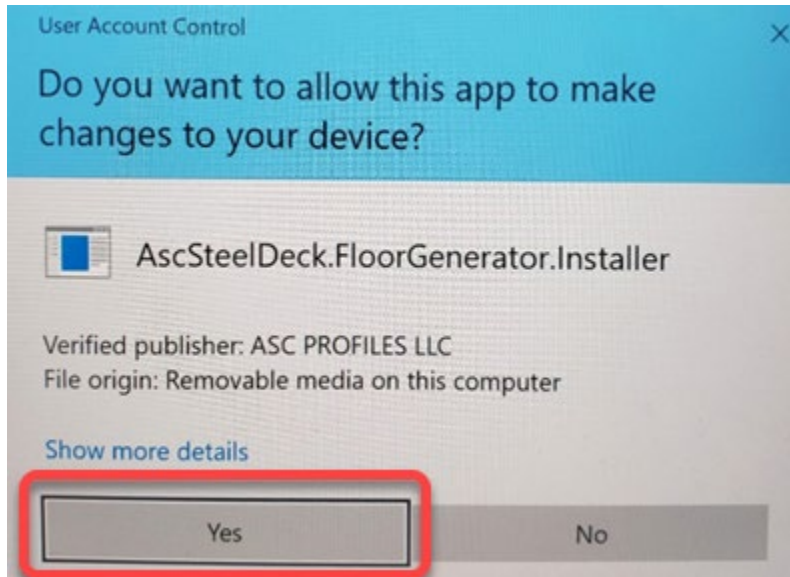 User Account Control
Do you want to allow this app to make
changes to your device?
AscSteelDeck.FloorGenerator.Installer
Verified publisher: ASC PROFILES LLC
File origin: Removable media on this computer
Show more details
Yes
No